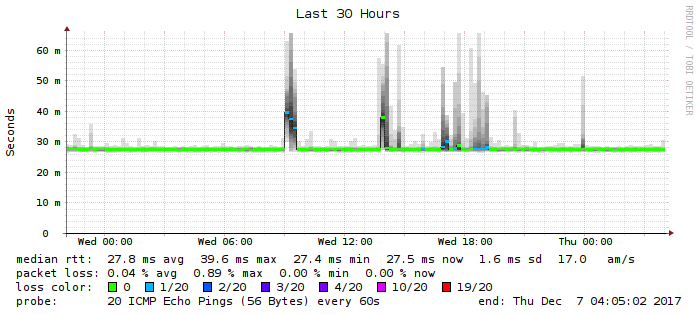 Last 30 Hours
RRDTOOL / TOBI OETIKER
Seconds
60 m
50 m
40 m
30 m
20 m
10 m
0
Wed 00:00 Wed 06:00 Wed 12:00 Wed 18:00 Thu 00:00
median rtt: 27.8 ms avg 39.6 ms max 27.4 ms min 27.5 ms now 1.6 ms sd 17.0 am/s
packet loss: 0.04 % avg 0.89 % max 0.00 % min 0.00 % now
loss color: 0 1/20 2/20 3/20 4/20 10/20 19/20
probe: 20 ICMP Echo Pings (56 Bytes) every 60s end: Thu Dec 7 04:05:02 2017